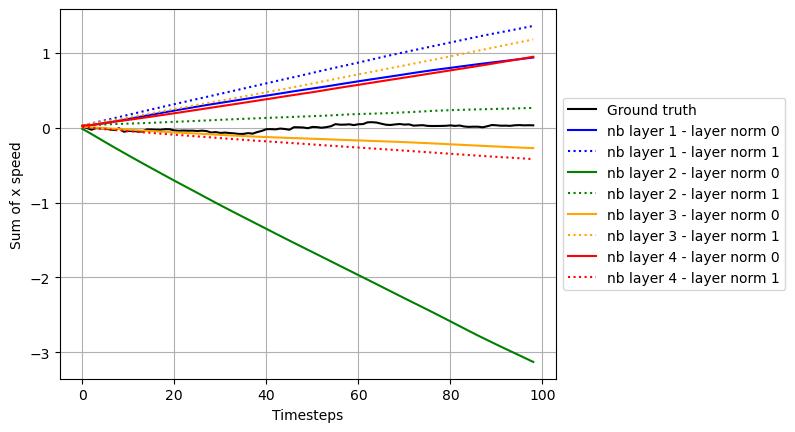 1
0
−1
−2
−3
Sum of x speed
0
20
40
60
80
100
Timesteps
Ground truth
nb layer 1 - layer norm 0
nb layer 1 - layer norm 1
nb layer 2 - layer norm 0
nb layer 2 - layer norm 1
nb layer 3 - layer norm 0
nb layer 3 - layer norm 1
nb layer 4 - layer norm 0
nb layer 4 - layer norm 1